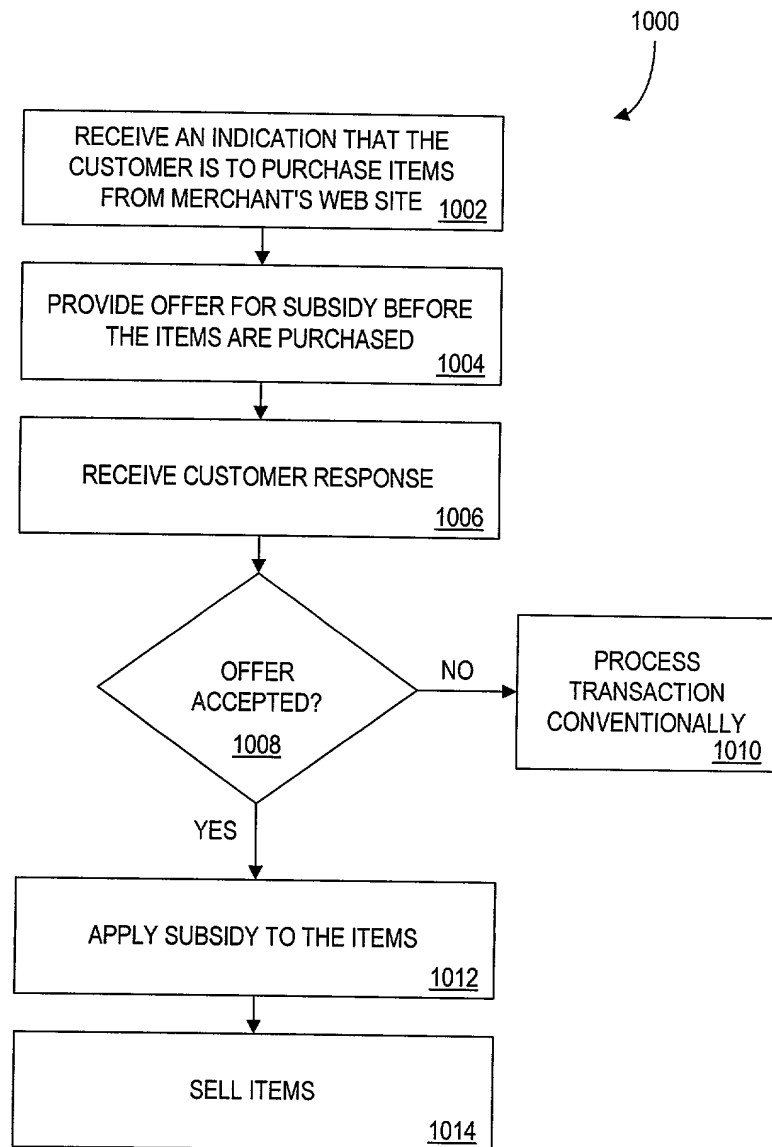 1000
RECEIVE AN INDICATION THAT THE
CUSTOMER IS TO PURCHASE ITEMS
FROM MERCHANT'S WEB SITE
1002
PROVIDE OFFER FOR SUBSIDY BEFORE
THE ITEMS ARE PURCHASED
1004
RECEIVE CUSTOMER RESPONSE
1006
OFFER
ACCEPTED?
1008
NO
PROCESS
TRANSACTION
CONVENTIONALLY
1010
YES
APPLY SUBSIDY TO THE ITEMS
1012
SELL ITEMS
1014